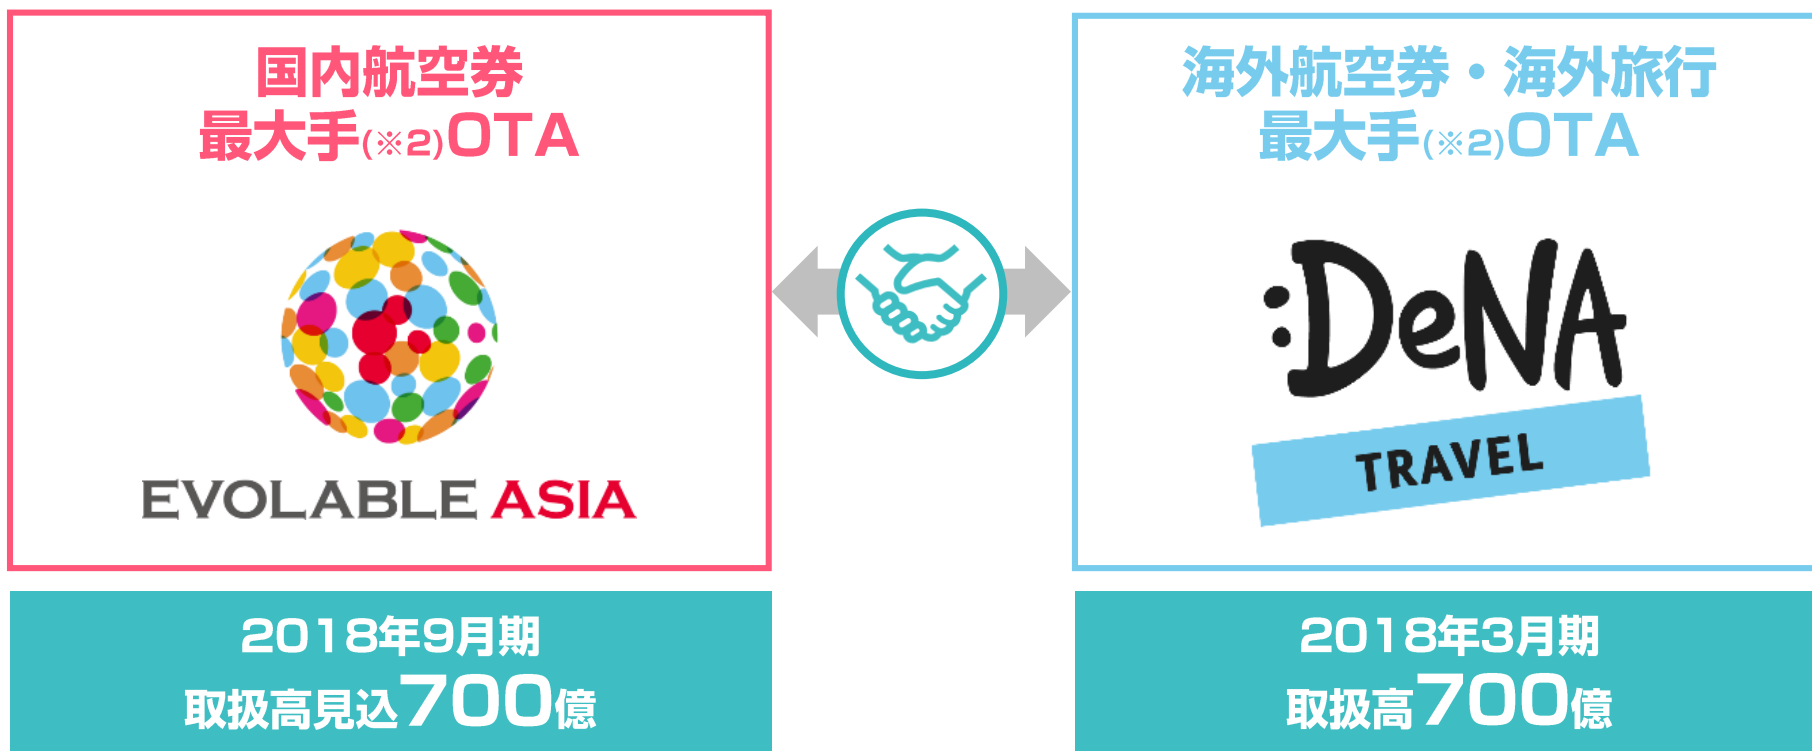 国内航空券
最大手(※2)OTA
EVOLABLE ASIA
2018年9月期
取扱高見込700億
海外航空券・海外旅行
最大手(※2)OTA
:DeNA
TRAVEL
2018年3月期
取扱高700億